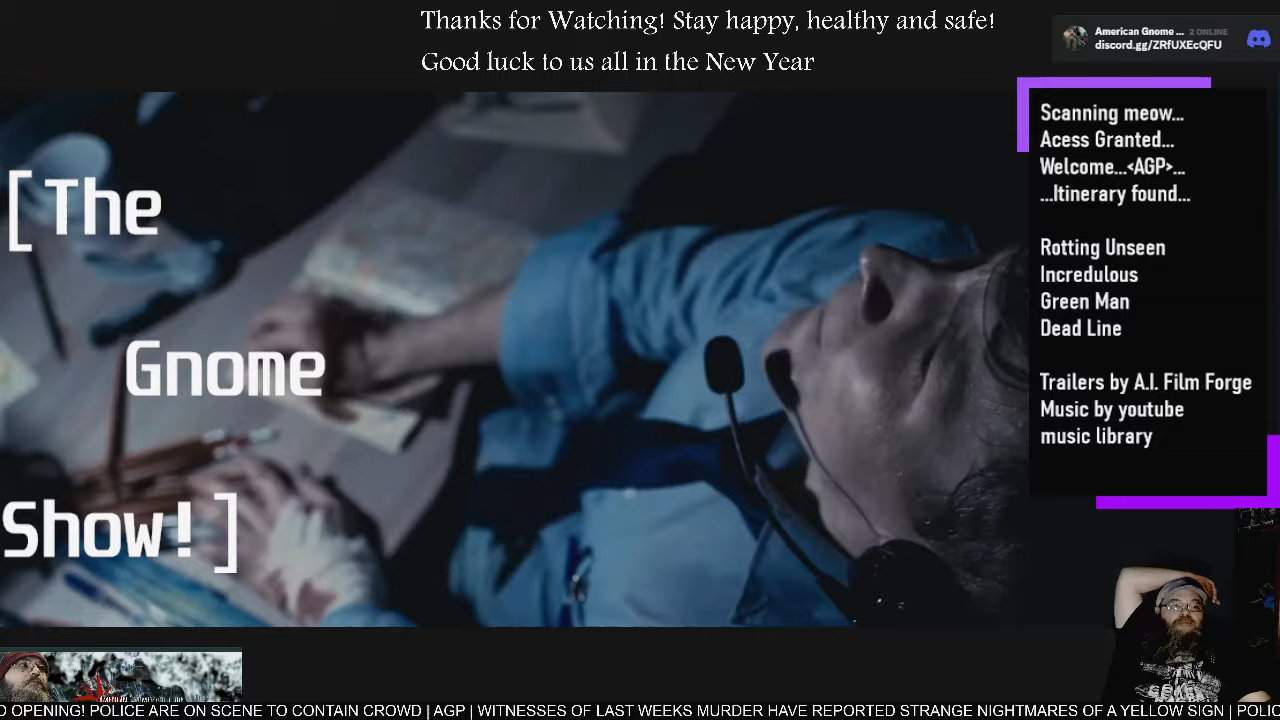 Thanks for Watching! Stay happy, healthy and safe!
Good luck to us all in the New Year
American Gnome ... 2 ONLINE
discord.gg/ZRfUXEcQFU
[The
Gnome
Show!]
Scanning meow...
Acess Granted...
Welcome...<AGP>...
...Itinerary found...
Rotting Unseen
Incredulous
Green Man
Dead Line
Trailers by A.I. Film Forge
Music by youtube
music library
D OPENING! POLICE ARE ON SCENE TO CONTAIN CROWD | AGP | WITNESSES OF LAST WEEKS MURDER HAVE REPORTED STRANGE NIGHTMARES OF A YELLOW SIGN | POLIC